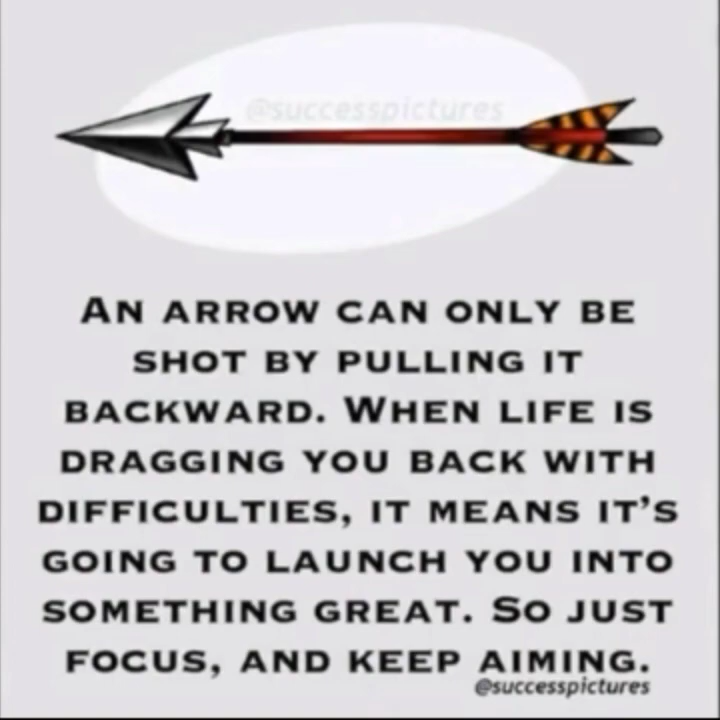 @successpictures
AN ARROW CAN ONLY BE
SHOT BY PULLING IT
BACKWARD. WHEN LIFE IS
DRAGGING YOU BACK WITH
DIFFICULTIES, IT MEANS IT'S
GOING TO LAUNCH YOU INTO
SOMETHING GREAT. SO JUST
FOCUS, AND KEEP AIMING.
@successpictures